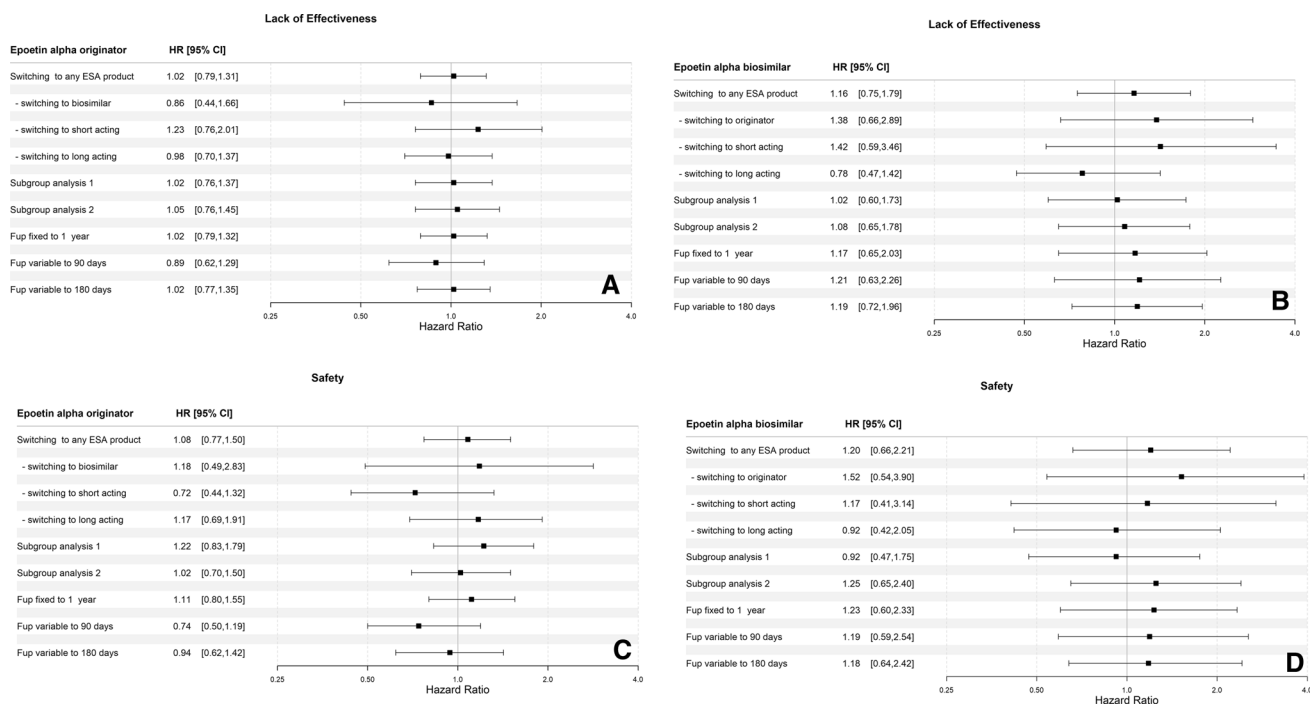 Lack of Effectiveness
Epoetin alpha originator HR [95% CI]
Switching to any ESA product 1.02 [0.79,1.31]
- switching to biosimilar 0.86 [0.44,1.66]
- switching to short acting 1.23 [0.76,2.01]
- switching to long acting 0.98 [0.70,1.37]
Subgroup analysis 1 1.02 [0.76,1.37]
Subgroup analysis 2 1.05 [0.76,1.45]
Fup fixed to 1 year 1.02 [0.79,1.32]
Fup variable to 90 days 0.89 [0.62,1.29]
Fup variable to 180 days 1.02 [0.77,1.35]
A
0.25 0.50 1.0 2.0 4.0
Hazard Ratio
Lack of Effectiveness
Epoetin alpha biosimilar HR [95% CI]
Switching to any ESA product 1.16 [0.75,1.79]
- switching to originator 1.38 [0.66,2.89]
- switching to short acting 1.42 [0.59,3.46]
- switching to long acting 0.78 [0.47,1.42]
Subgroup analysis 1 1.02 [0.60,1.73]
Subgroup analysis 2 1.08 [0.65,1.78]
Fup fixed to 1 year 1.17 [0.65,2.03]
Fup variable to 90 days 1.21 [0.63,2.26]
Fup variable to 180 days 1.19 [0.72,1.96]
B
0.25 0.50 1.0 2.0 4.0
Hazard Ratio
Safety
Epoetin alpha originator HR [95% CI]
Switching to any ESA product 1.08 [0.77,1.50]
- switching to biosimilar 1.18 [0.49,2.83]
- switching to short acting 0.72 [0.44,1.32]
- switching to long acting 1.17 [0.69,1.91]
Subgroup analysis 1 1.22 [0.83,1.79]
Subgroup analysis 2 1.02 [0.70,1.50]
Fup fixed to 1 year 1.11 [0.80,1.55]
Fup variable to 90 days 0.74 [0.50,1.19]
Fup variable to 180 days 0.94 [0.62,1.42]
C
0.25 0.50 1.0 2.0 4.0
Hazard Ratio
Safety
Epoetin alpha biosimilar HR [95% CI]
Switching to any ESA product 1.20 [0.66,2.21]
- switching to originator 1.52 [0.54,3.90]
- switching to short acting 1.17 [0.41,3.14]
- switching to long acting 0.92 [0.42,2.05]
Subgroup analysis 1 0.92 [0.47,1.75]
Subgroup analysis 2 1.25 [0.65,2.40]
Fup fixed to 1 year 1.23 [0.60,2.33]
Fup variable to 90 days 1.19 [0.59,2.54]
Fup variable to 180 days 1.18 [0.64,2.42]
D
0.25 0.50 1.0 2.0 4.0
Hazard Ratio